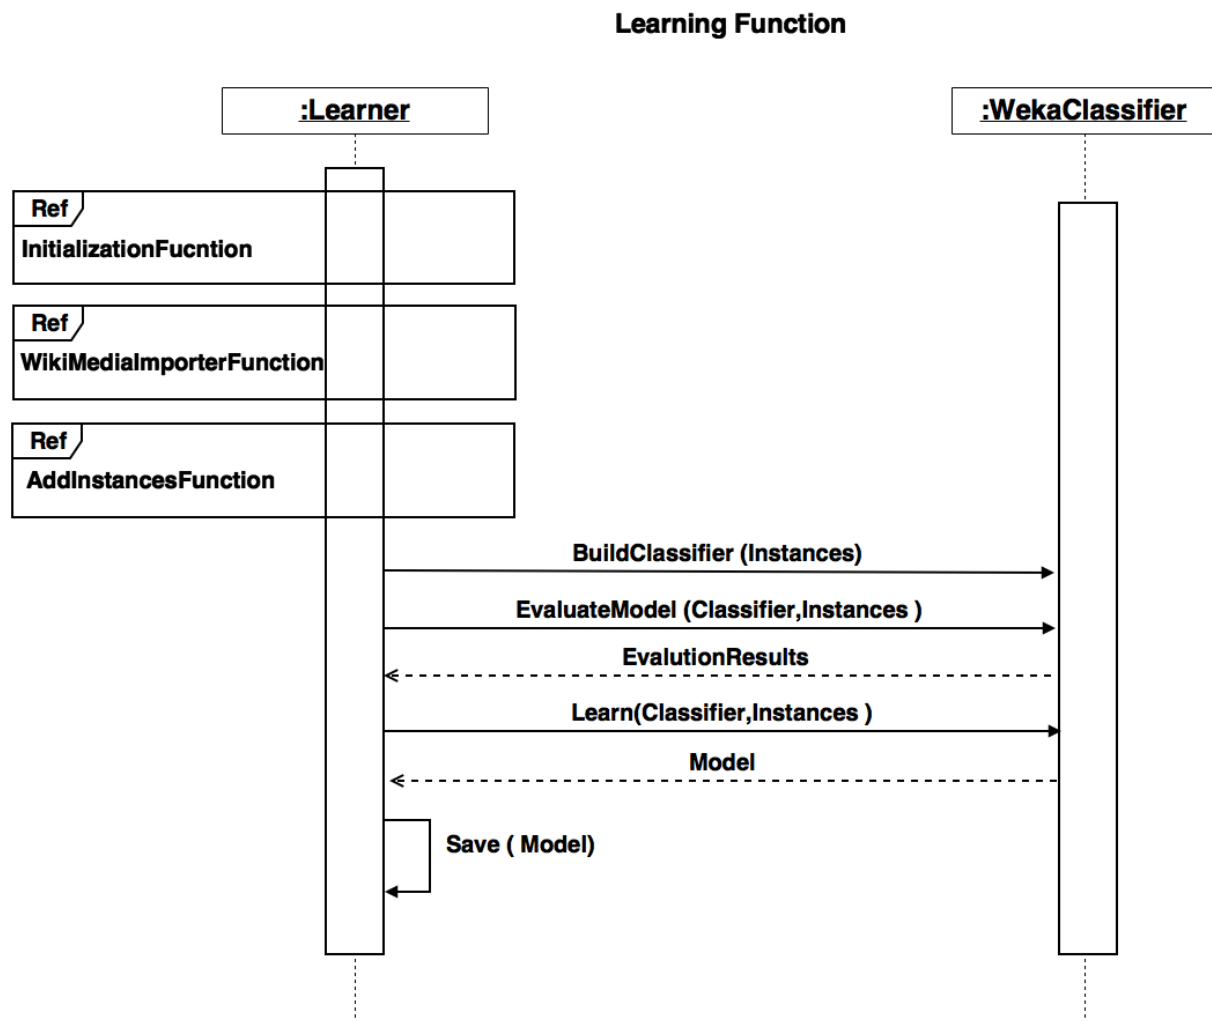 Learning Function
:Learner
:WekaClassifier
Ref
InitializationFucntion
Ref
WikiMediaImporterFunction
Ref
AddInstancesFunction
BuildClassifier (Instances)
EvaluateModel (Classifier,Instances )
EvalutionResults
Learn(Classifier,Instances )
Model
Save ( Model)